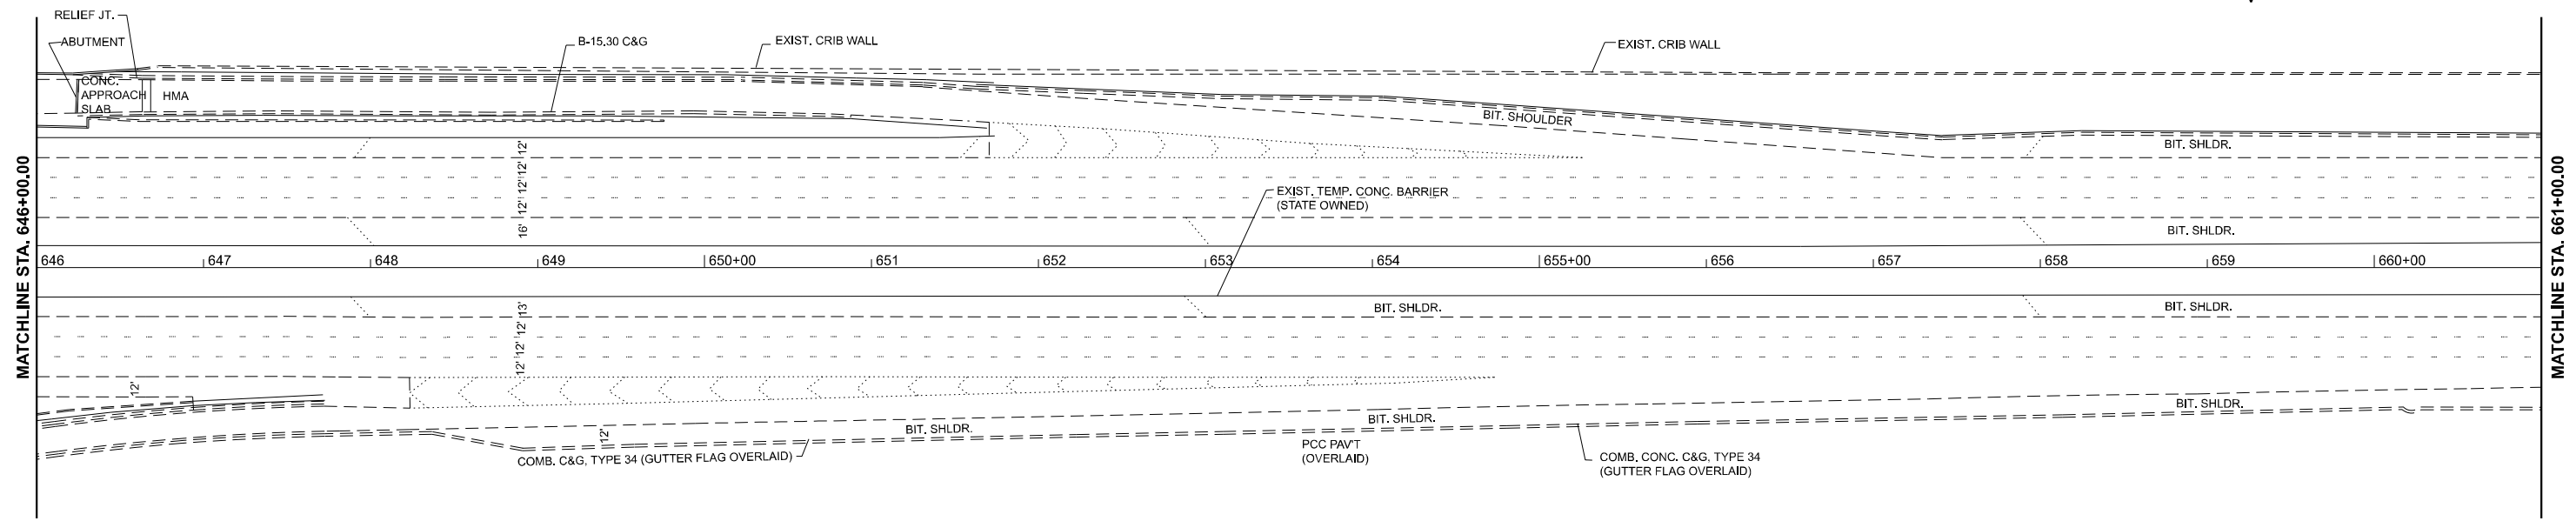 RELIEF JT.
ABUTMENT
B-15.30 C&G
EXIST. CRIB WALL
EXIST. CRIB WALL
CONC.
APPROACH
SLAB
HMA
BIT. SHOULDER
BIT. SHLDR.
MATCHLINE STA. 646+00.00
16' 12' 12' 12' 12'
EXIST. TEMP. CONC. BARRIER
(STATE OWNED)
BIT. SHLDR.
MATCHLINE STA. 661+00.00
646 647 648 649 650+00 651 652 653 654 655+00 656 657 658 659 660+00
12' 12' 12' 13'
BIT. SHLDR.
BIT. SHLDR.
12'
12'
BIT. SHLDR.
BIT. SHLDR.
BIT. SHLDR.
COMB. C&G, TYPE 34 (GUTTER FLAG OVERLAID)
PCC PAV'T
(OVERLAID)
COMB. CONC. C&G, TYPE 34
(GUTTER FLAG OVERLAID)